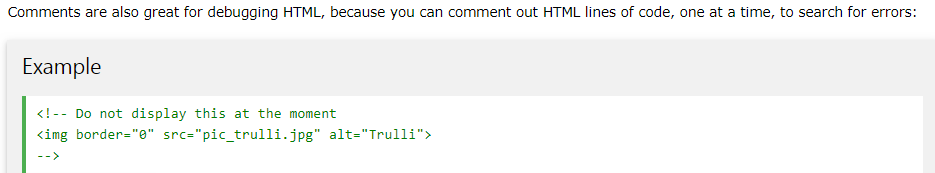 Comments are also great for debugging HTML, because you can comment out HTML lines of code, one at a time, to search for errors:
Example
<!-- Do not display this at the moment
<img border="0" src="pic_trulli.jpg" alt="Trulli">
-->